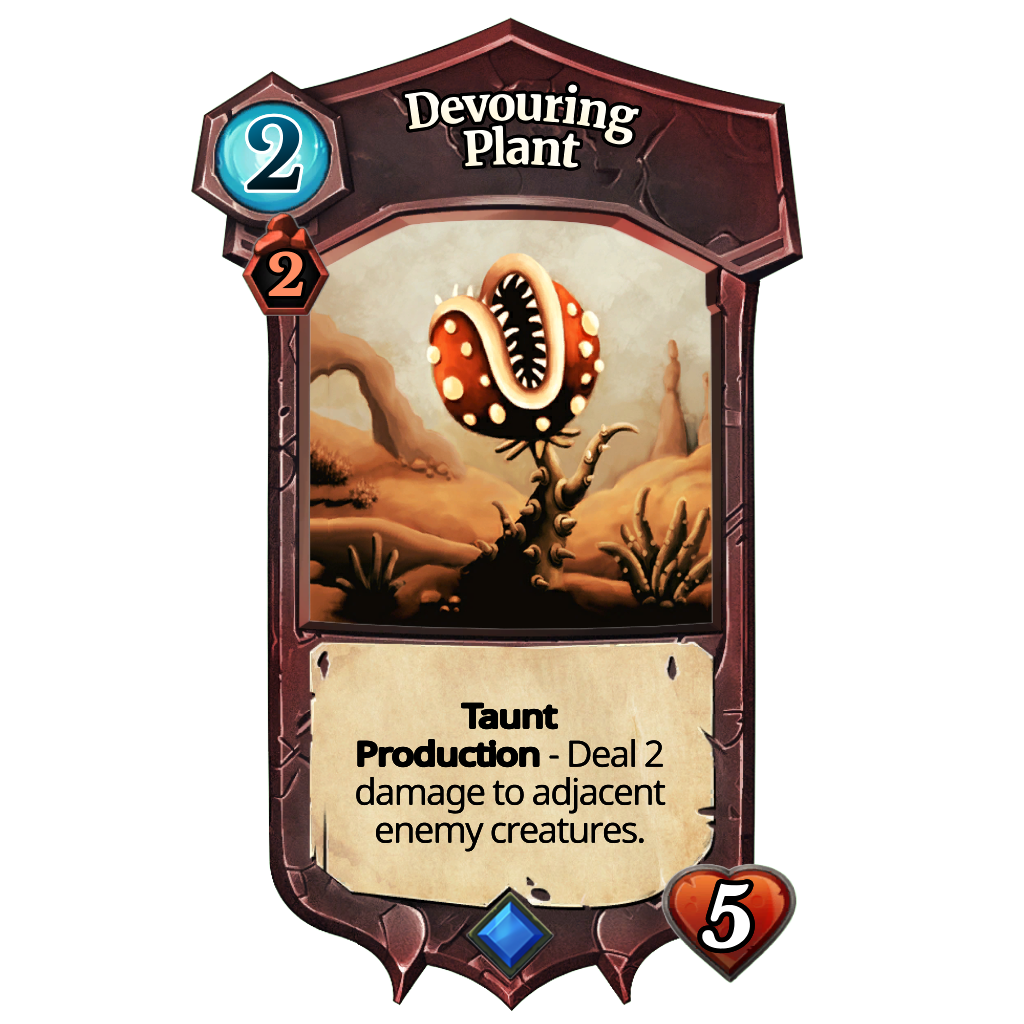 Devouring
Plant
2
2
Taunt
Production - Deal 2
damage to adjacent
enemy creatures.
5